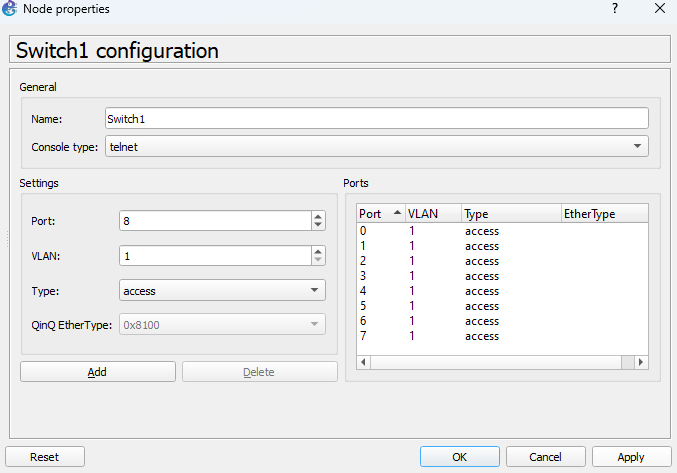 Node properties
Switch1 configuration
General
Name: Switch1
Console type: telnet
Settings
Port: 8
VLAN: 1
Type: access
QinQ EtherType: 0x8100
Add Delete
Ports
Port VLAN Type EtherType
0 1 access
1 1 access
2 1 access
3 1 access
4 1 access
5 1 access
6 1 access
7 1 access
Reset OK Cancel Apply